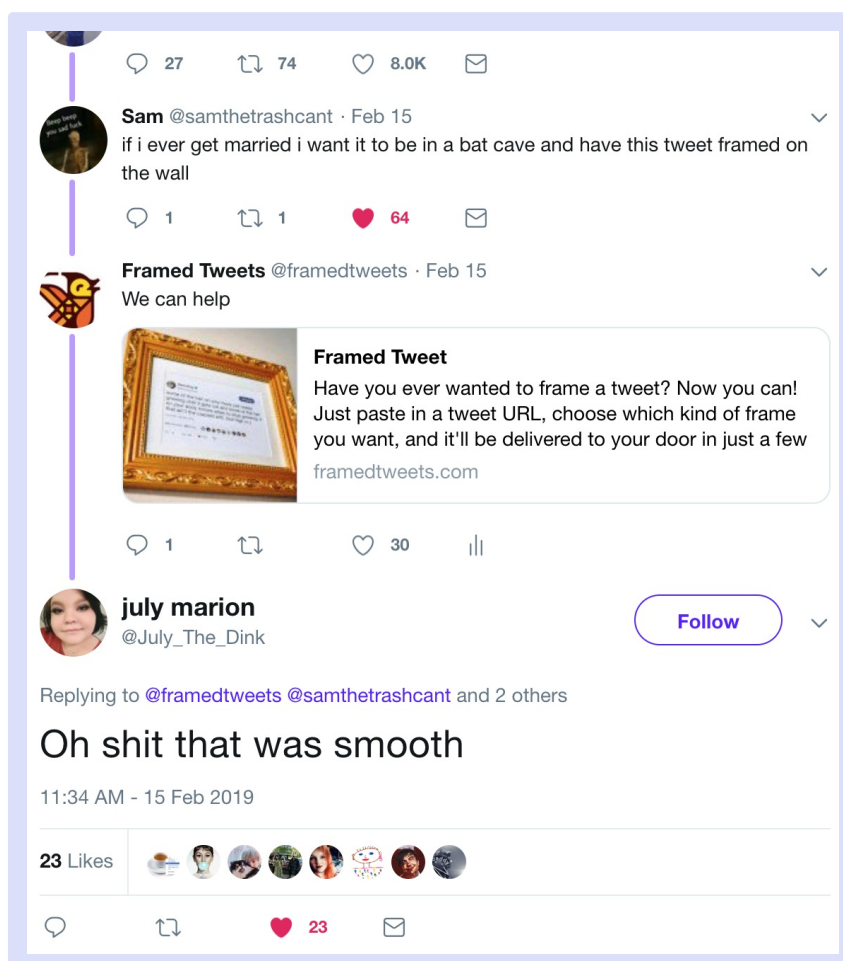 27 74 8.0K
Beep beep
you sad fuck
Sam @samthetrashcant · Feb 15
if i ever get married i want it to be in a bat cave and have this tweet framed on
the wall
1 1 64
Framed Tweets @framedtweets · Feb 15
We can help
Framed Tweet
Have you ever wanted to frame a tweet? Now you can!
Just paste in a tweet URL, choose which kind of frame
you want, and it'll be delivered to your door in just a few
framedtweets.com
1 30
july marion
@July_The_Dink
Follow
Replying to @framedtweets @samthetrashcant and 2 others
Oh shit that was smooth
11:34 AM - 15 Feb 2019
23 Likes
23